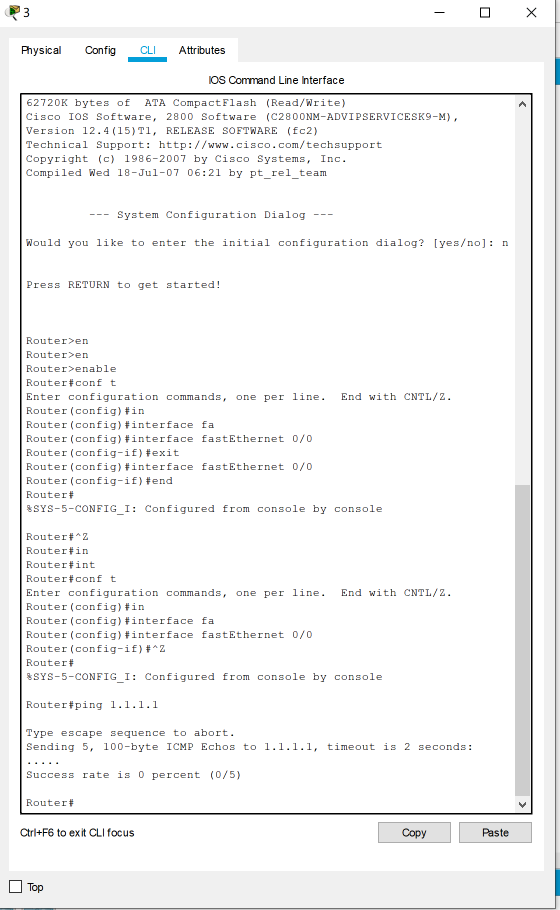 3
Physical Config CLI Attributes
IOS Command Line Interface
62720K bytes of  ATA CompactFlash (Read/Write)
Cisco IOS Software, 2800 Software (C2800NM-ADVIPSERVICESK9-M),
Version 12.4(15)T1, RELEASE SOFTWARE (fc2)
Technical Support: http://www.cisco.com/techsupport
Copyright (c) 1986-2007 by Cisco Systems, Inc.
Compiled Wed 18-Jul-07 06:21 by pt_rel_team
--- System Configuration Dialog ---
Would you like to enter the initial configuration dialog? [yes/no]: n
Press RETURN to get started!
Router>en
Router>en
Router>enable
Router#conf t
Enter configuration commands, one per line.  End with CNTL/Z.
Router(config)#in
Router(config)#interface fa
Router(config)#interface fastEthernet 0/0
Router(config-if)#exit
Router(config)#interface fastEthernet 0/0
Router(config-if)#end
Router#
%SYS-5-CONFIG_I: Configured from console by console
Router#^Z
Router#in
Router#int
Router#conf t
Enter configuration commands, one per line.  End with CNTL/Z.
Router(config)#in
Router(config)#interface fa
Router(config)#interface fastEthernet 0/0
Router(config-if)#^Z
Router#
%SYS-5-CONFIG_I: Configured from console by console
Router#ping 1.1.1.1
Type escape sequence to abort.
Sending 5, 100-byte ICMP Echos to 1.1.1.1, timeout is 2 seconds:
.....
Success rate is 0 percent (0/5)
Router#
Ctrl+F6 to exit CLI focus
Copy Paste
Top